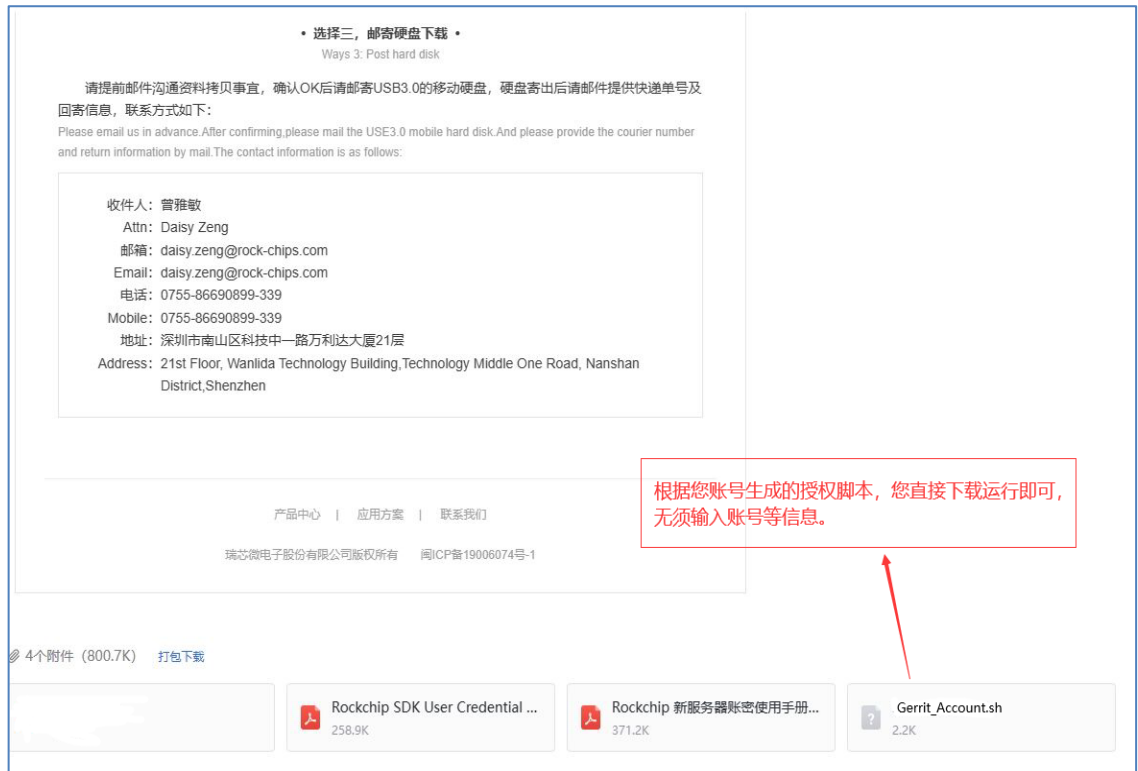 • 选择三，邮寄硬盘下载 •
Ways 3: Post hard disk
请提前邮件沟通资料拷贝事宜，确认OK后请邮寄USB3.0的移动硬盘，硬盘寄出后请邮件提供快递单号及
回寄信息，联系方式如下：
Please email us in advance.After confirming,please mail the USE3.0 mobile hard disk.And please provide the courier number
and return information by mail.The contact information is as follows:
收件人：曾雅敏
Attn：Daisy Zeng
邮箱：daisy.zeng@rock-chips.com
Email：daisy.zeng@rock-chips.com
电话：0755-86690899-339
Mobile：0755-86690899-339
地址：深圳市南山区科技中一路万利达大厦21层
Address：21st Floor, Wanlida Technology Building,Technology Middle One Road, Nanshan
District,Shenzhen
根据您账号生成的授权脚本，您直接下载运行即可，
无须输入账号等信息。
产品中心 | 应用方案 | 联系我们
瑞芯微电子股份有限公司版权所有 闽ICP备19006074号-1
4个附件（800.7K） 打包下载
Rockchip SDK User Credential ...
258.9K
Rockchip 新服务器账密使用手册...
371.2K
Gerrit_Account.sh
2.2K